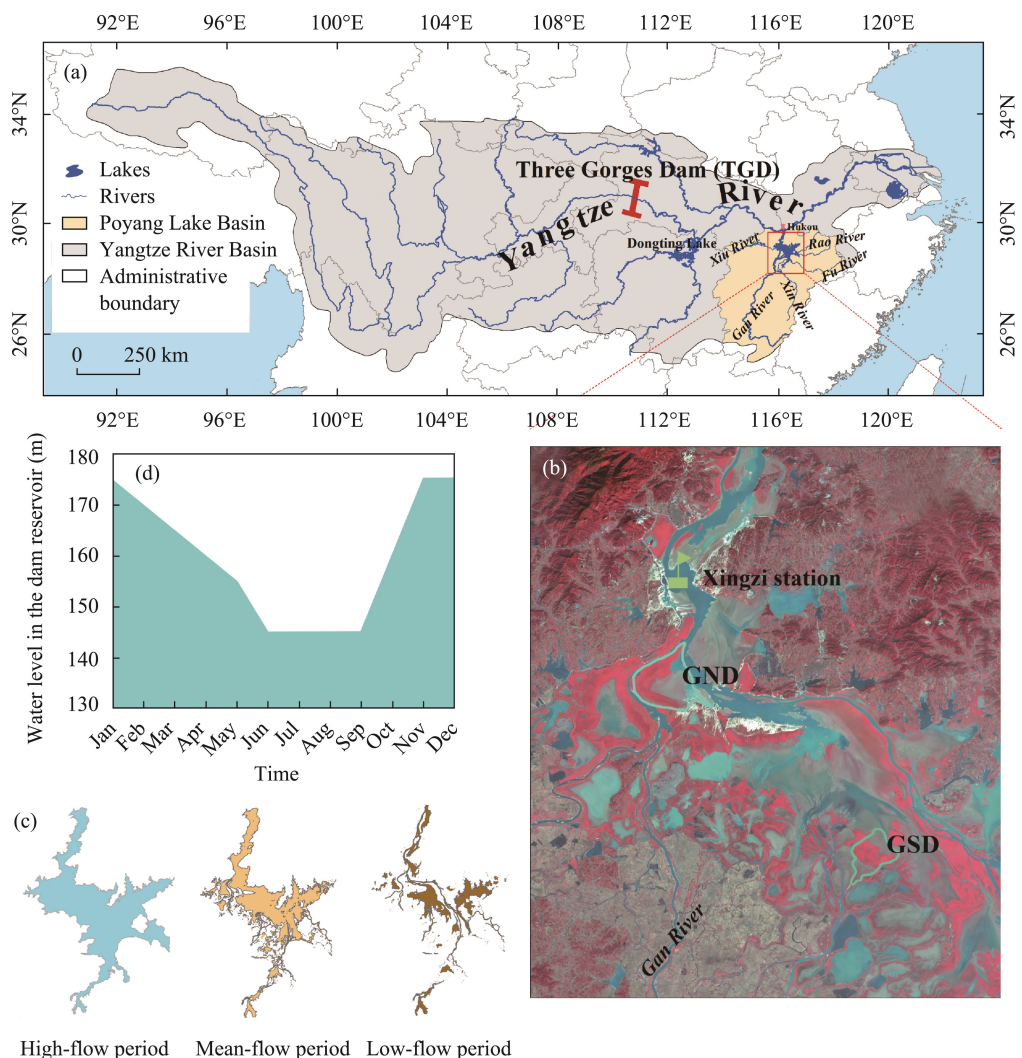 92°E 96°E 100°E 104°E 108°E 112°E 116°E 120°E
(a)
34°N
30°N
26°N
34°N
30°N
26°N
Lakes
Rivers
Poyang Lake Basin
Yangtze River Basin
Administrative
boundary
0 250 km
Three Gorges Dam (TGD)
Yangtze River
Dongting Lake
Hukou
Xiu River
Rao River
Fu River
Xin River
Gan River
92°E 96°E 100°E 104°E 108°E 112°E 116°E 120°E
(d)
Water level in the dam reservoir (m)
180
170
160
150
140
130
Jan Feb Mar Apr May Jun Jul Aug Sep Oct Nov Dec
Time
(b)
Xingzi station
GND
GSD
Gan River
(c)
High-flow period Mean-flow period Low-flow period